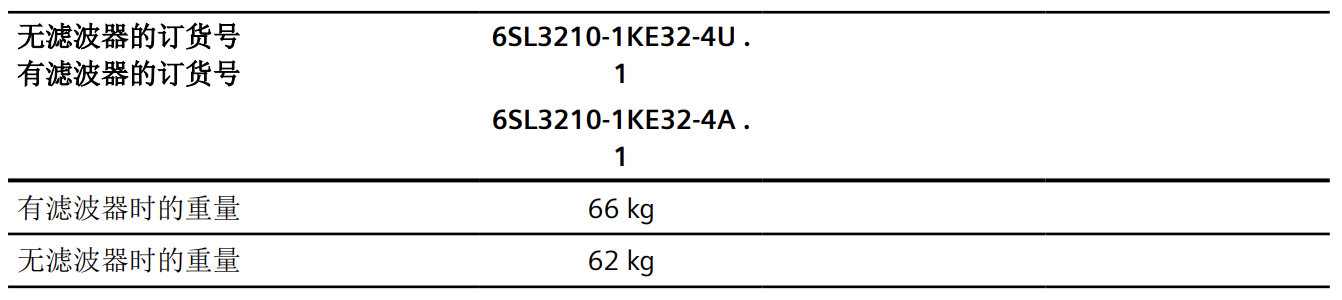 无滤波器的订货号 6SL3210-1KE32-4U .
有滤波器的订货号 1
6SL3210-1KE32-4A .
1
有滤波器时的重量 66 kg
无滤波器时的重量 62 kg